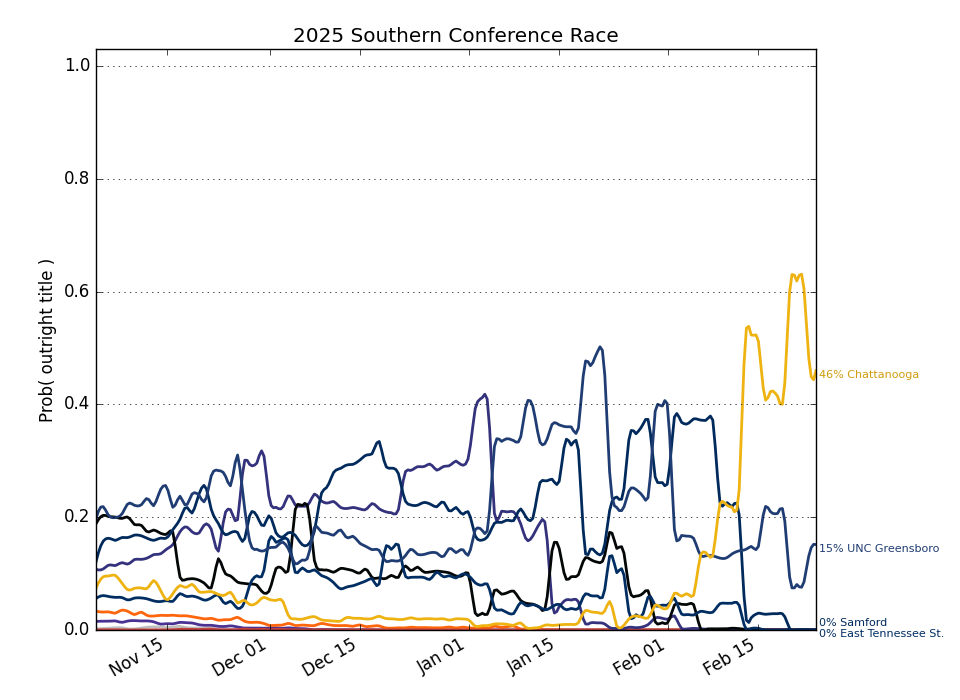 2025 Southern Conference Race
Prob( outright title )
1.0
0.8
0.6
0.4
0.2
0.0
46% Chattanooga
15% UNC Greensboro
0% Samford
0% East Tennessee St.
Nov 15
Dec 01
Dec 15
Jan 01
Jan 15
Feb 01
Feb 15